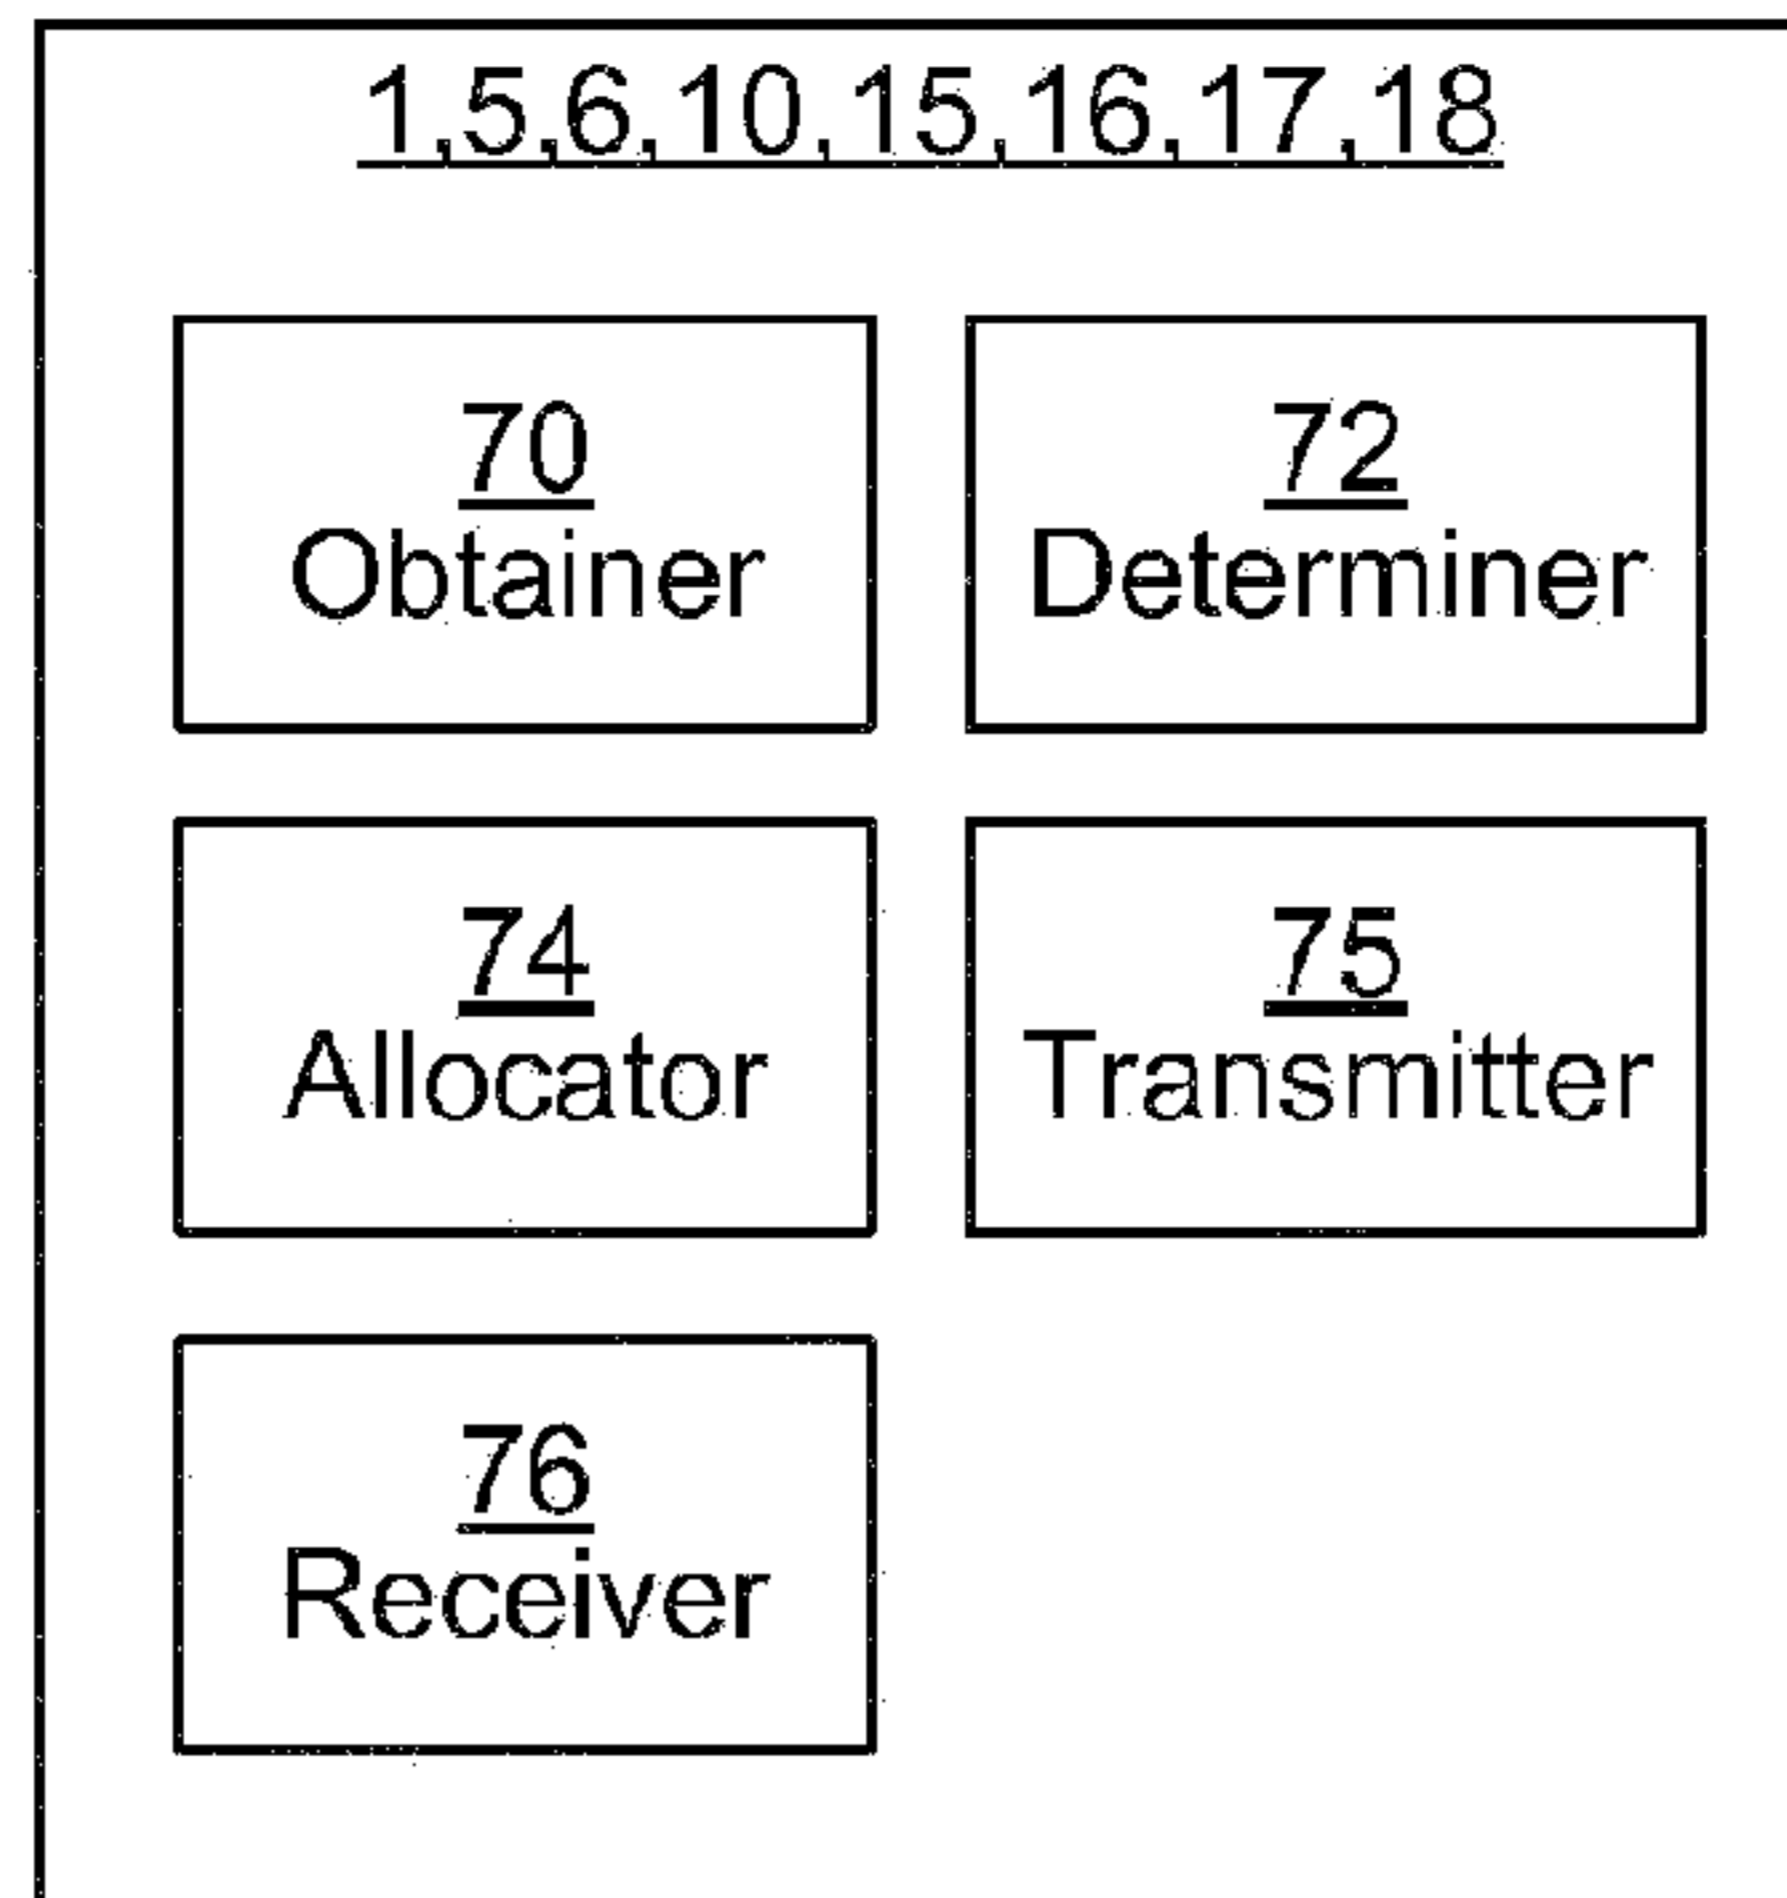 1,5,6,10,15,16,17,18
70
Obtainer
72
Determiner
74
Allocator
75
Transmitter
76
Receiver